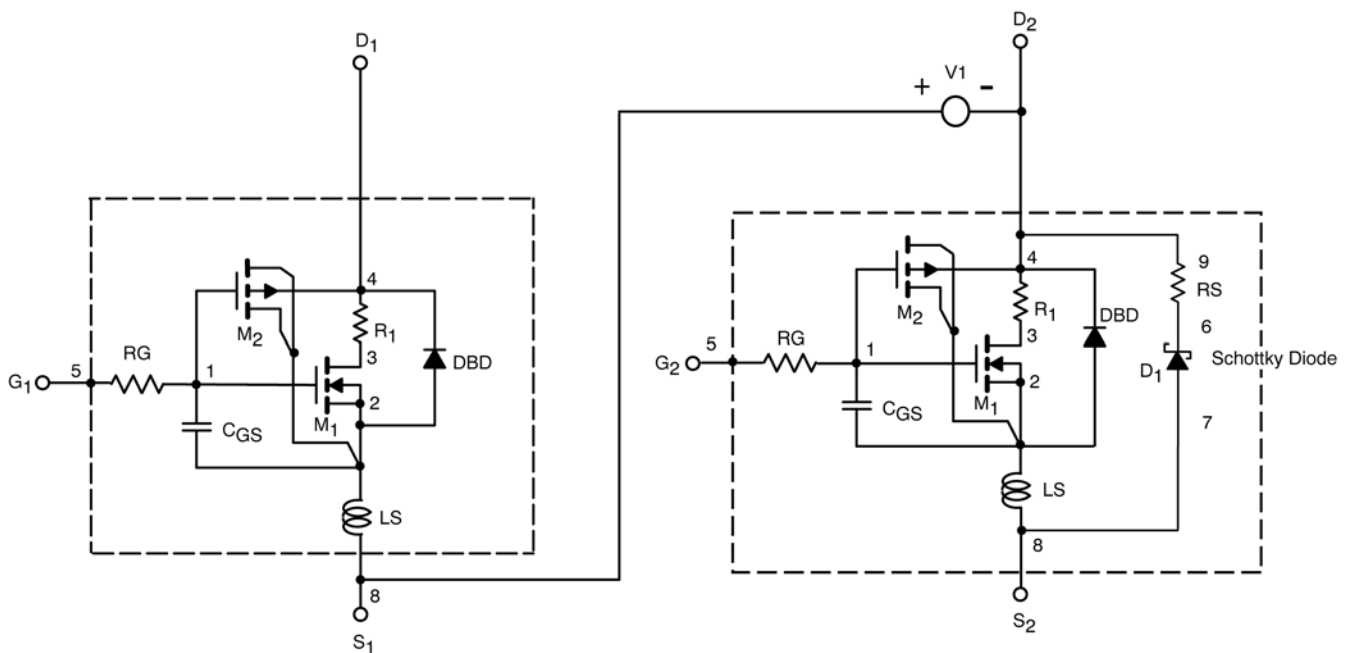 D1
D2
+ V1 -
4
M2
R1
3
DBD
RG
5
G1
1
2
M1
CGS
LS
8
S1
4
9
RS
M2
R1
DBD
3
6
RG
5
G2
1
Schottky Diode
D1
2
M1
CGS
7
LS
8
S2